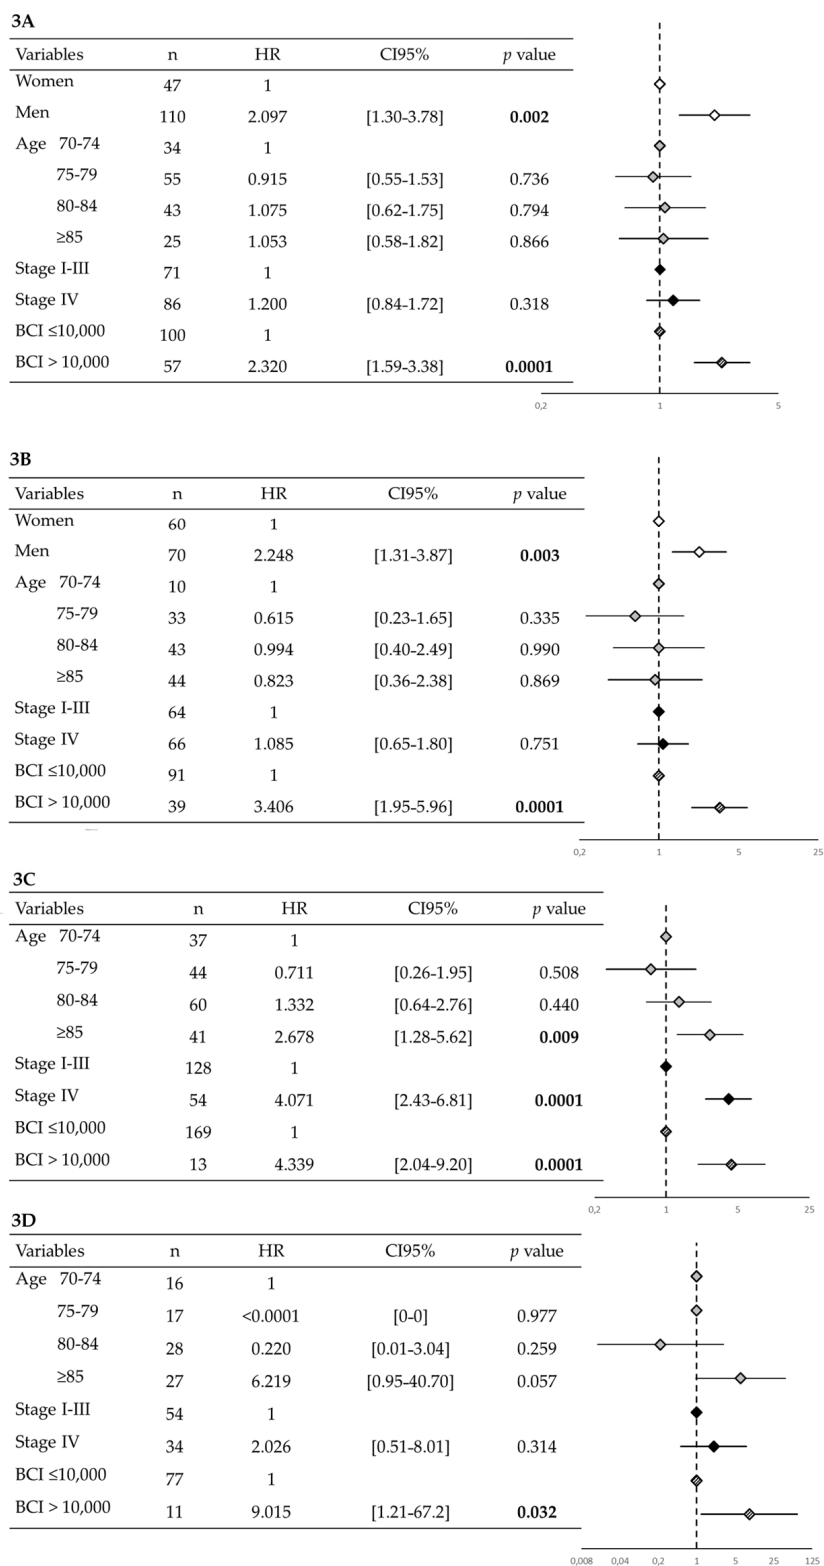 3A
Variables n HR CI95% p value
Women 47 1
Men 110 2.097 [1.30-3.78] 0.002
Age 70-74 34 1
75-79 55 0.915 [0.55-1.53] 0.736
80-84 43 1.075 [0.62-1.75] 0.794
≥85 25 1.053 [0.58-1.82] 0.866
Stage I-III 71 1
Stage IV 86 1.200 [0.84-1.72] 0.318
BCI ≤10,000 100 1
BCI > 10,000 57 2.320 [1.59-3.38] 0.0001
0,2 1 5
3B
Variables n HR CI95% p value
Women 60 1
Men 70 2.248 [1.31-3.87] 0.003
Age 70-74 10 1
75-79 33 0.615 [0.23-1.65] 0.335
80-84 43 0.994 [0.40-2.49] 0.990
≥85 44 0.823 [0.36-2.38] 0.869
Stage I-III 64 1
Stage IV 66 1.085 [0.65-1.80] 0.751
BCI ≤10,000 91 1
BCI > 10,000 39 3.406 [1.95-5.96] 0.0001
0,2 1 5 25
3C
Variables n HR CI95% p value
Age 70-74 37 1
75-79 44 0.711 [0.26-1.95] 0.508
80-84 60 1.332 [0.64-2.76] 0.440
≥85 41 2.678 [1.28-5.62] 0.009
Stage I-III 128 1
Stage IV 54 4.071 [2.43-6.81] 0.0001
BCI ≤10,000 169 1
BCI > 10,000 13 4.339 [2.04-9.20] 0.0001
0,2 1 5 25
3D
Variables n HR CI95% p value
Age 70-74 16 1
75-79 17 <0.0001 [0-0] 0.977
80-84 28 0.220 [0.01-3.04] 0.259
≥85 27 6.219 [0.95-40.70] 0.057
Stage I-III 54 1
Stage IV 34 2.026 [0.51-8.01] 0.314
BCI ≤10,000 77 1
BCI > 10,000 11 9.015 [1.21-67.2] 0.032
0,008 0,04 0,2 1 5 25 125